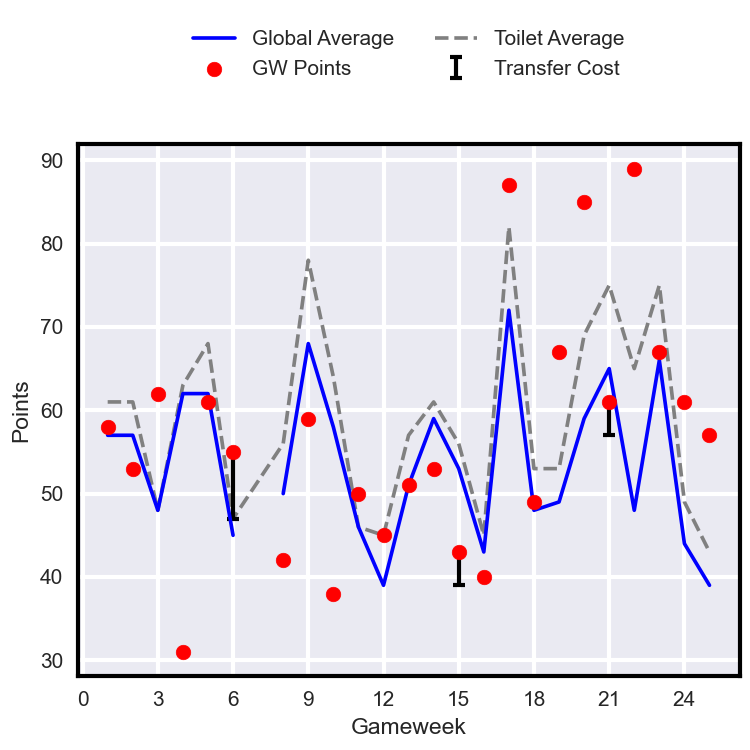 Global Average
Toilet Average
GW Points
Transfer Cost
90
80
70
60
50
40
30
Points
0 3 6 9 12 15 18 21 24
Gameweek